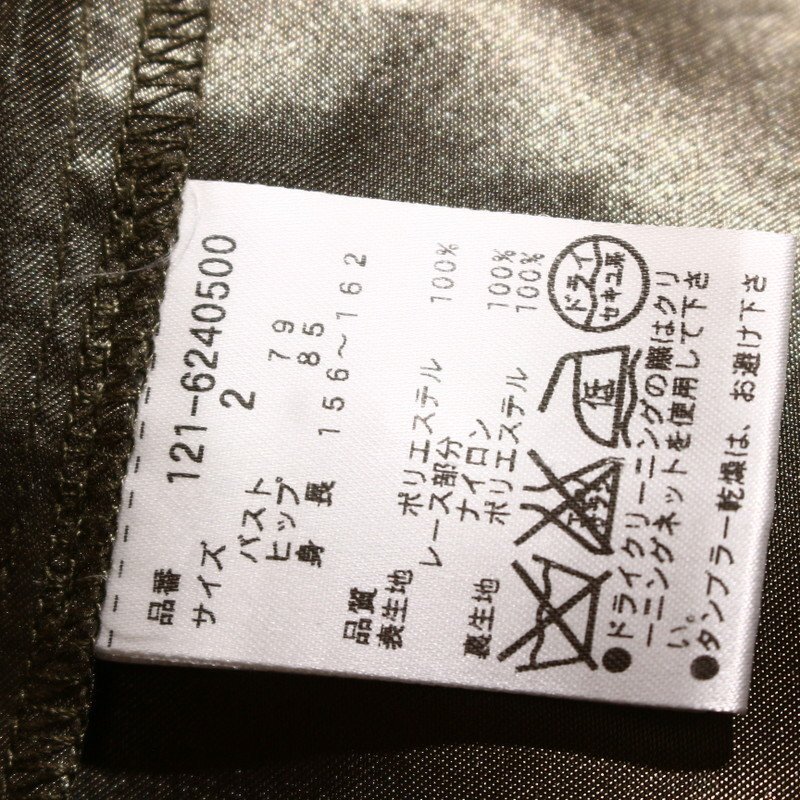 品番 121-6240500
サイズ 2
バスト 79
ヒップ 85
身長 156～162
品質
表生地
ポリエステル 100%
レース部分
ナイロン 100%
裏生地 ポリエステル 100%
ドライ セキユ系
低
●ドライクリーニングの際はクリ
ーニングネットを使用して下さ
い。
●タンブラー乾燥は、お避け下さ